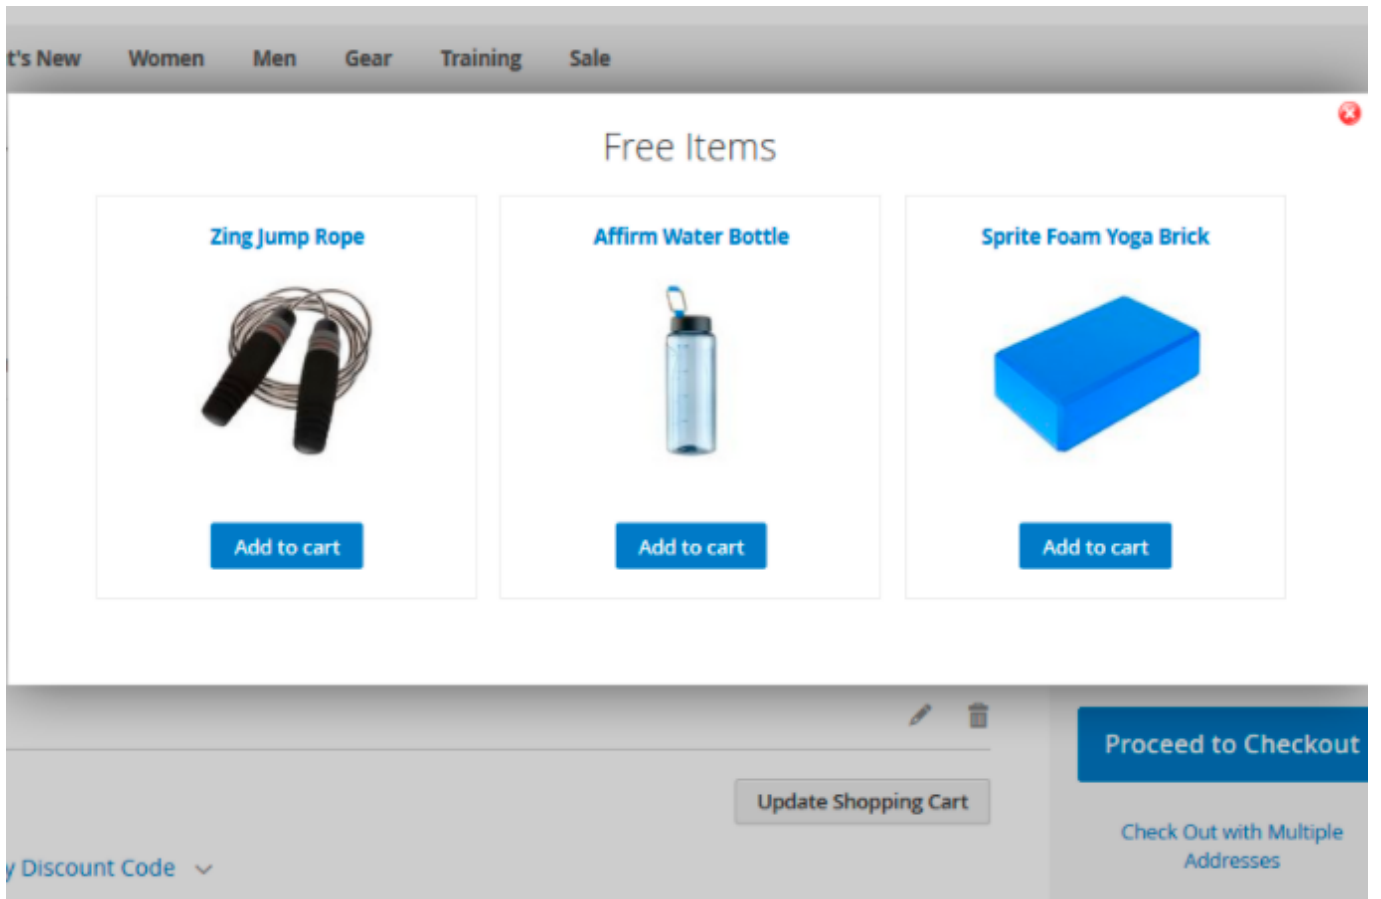 t's New Women Men Gear Training Sale
Free Items
Zing Jump Rope Affirm Water Bottle Sprite Foam Yoga Brick
Add to cart Add to cart Add to cart
Proceed to Checkout
Update Shopping Cart
Check Out with Multiple
Addresses
y Discount Code